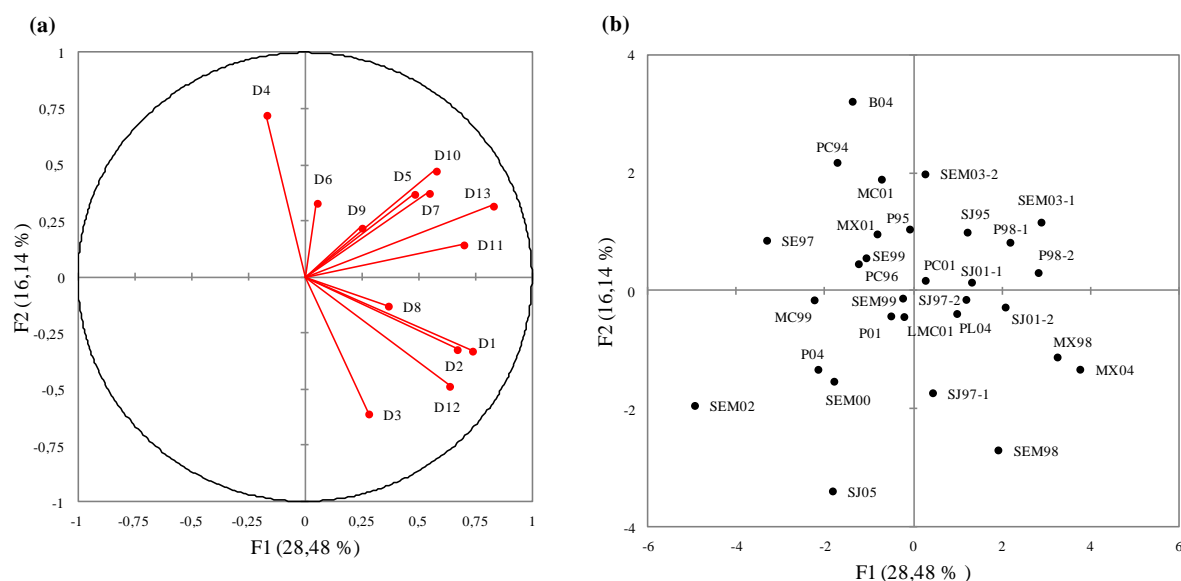 (a)
(b)
1
0,75
0,5
0,25
0
-0,25
-0,5
-0,75
-1
F2 (16,14 %)
D4
D10
D6
D5
D13
D9
D7
D11
D8
D1
D2
D12
D3
-1 -0,75 -0,5 -0,25 0 0,25 0,5 0,75 1
F1 (28,48 %)
4
2
0
-2
-4
F2 (16,14 %)
B04
PC94
SEM03-2
MC01
SEM03-1
P95
SJ95
MX01
P98-1
SE97
SE99
P98-2
PC96
PC01
SJ01-1
SEM99
SJ97-2
MC99
P01
LMC01
PL04
SJ01-2
MX98
P04
MX04
SEM00
SJ97-1
SEM02
SEM98
SJ05
-6 -4 -2 0 2 4 6
F1 (28,48 %)